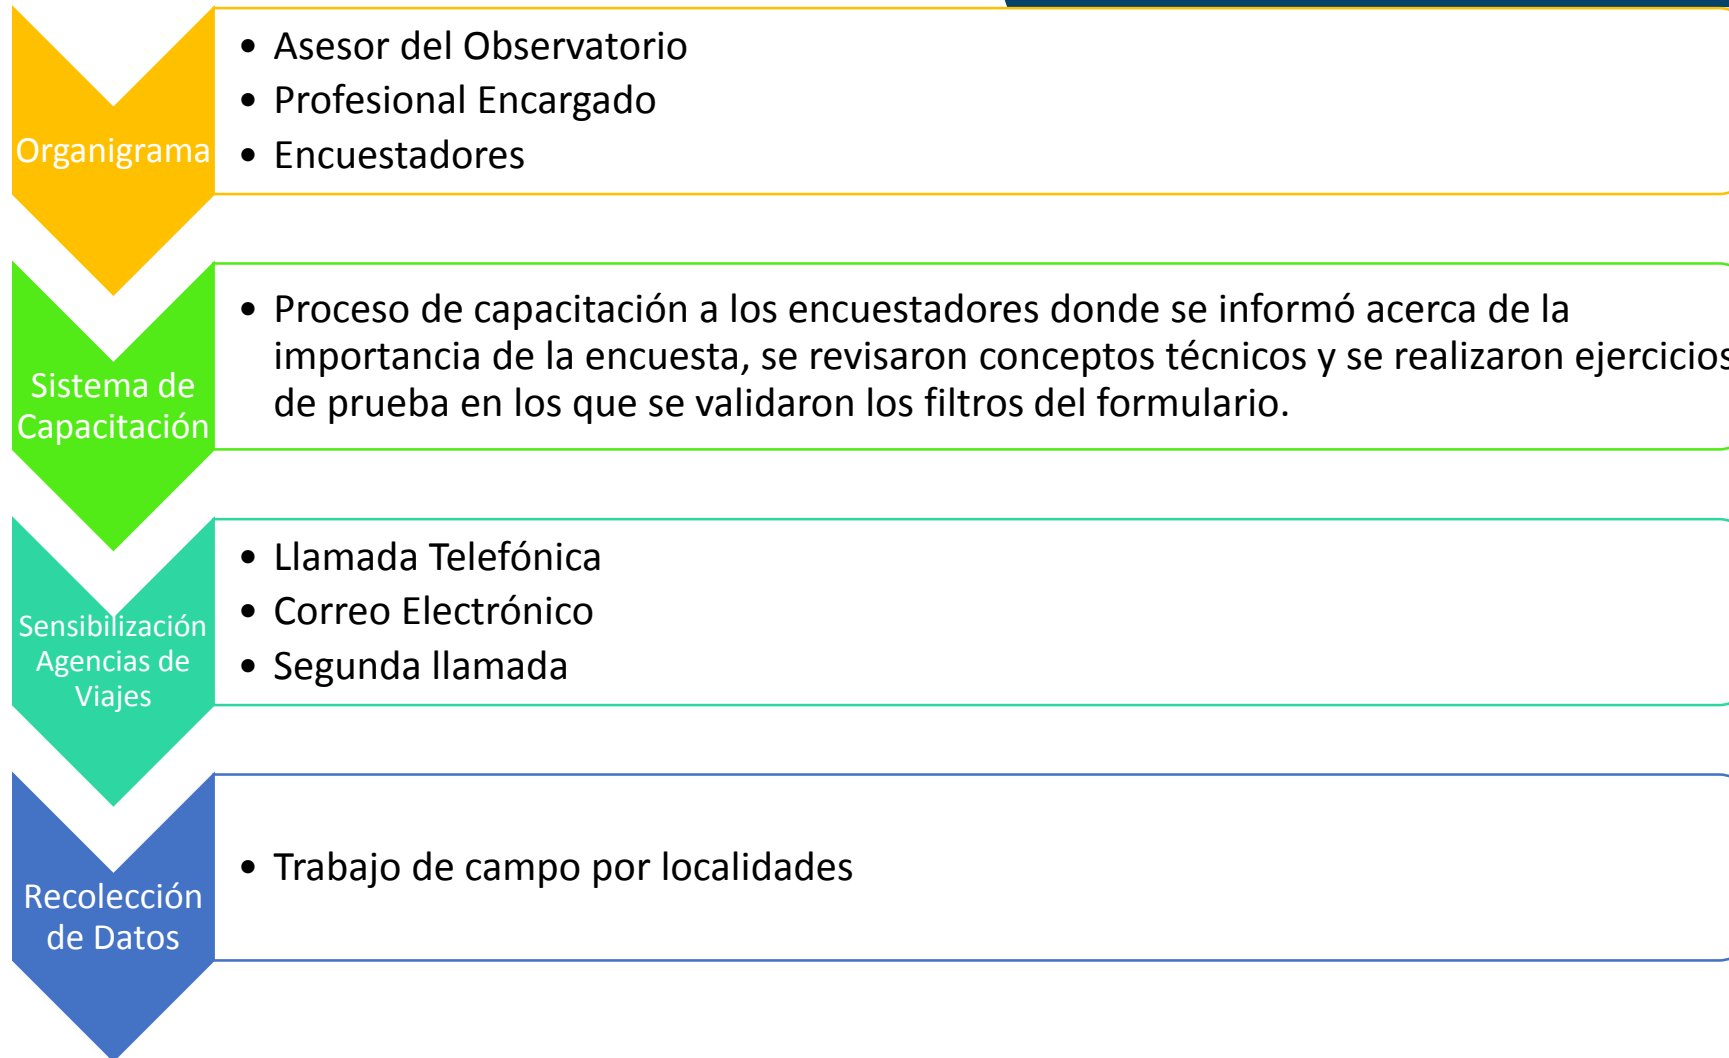 Organigrama
• Asesor del Observatorio
• Profesional Encargado
• Encuestadores
Sistema de
Capacitación
• Proceso de capacitación a los encuestadores donde se informó acerca de la
importancia de la encuesta, se revisaron conceptos técnicos y se realizaron ejercicios
de prueba en los que se validaron los filtros del formulario.
Sensibilización
Agencias de
Viajes
• Llamada Telefónica
• Correo Electrónico
• Segunda llamada
Recolección
de Datos
• Trabajo de campo por localidades